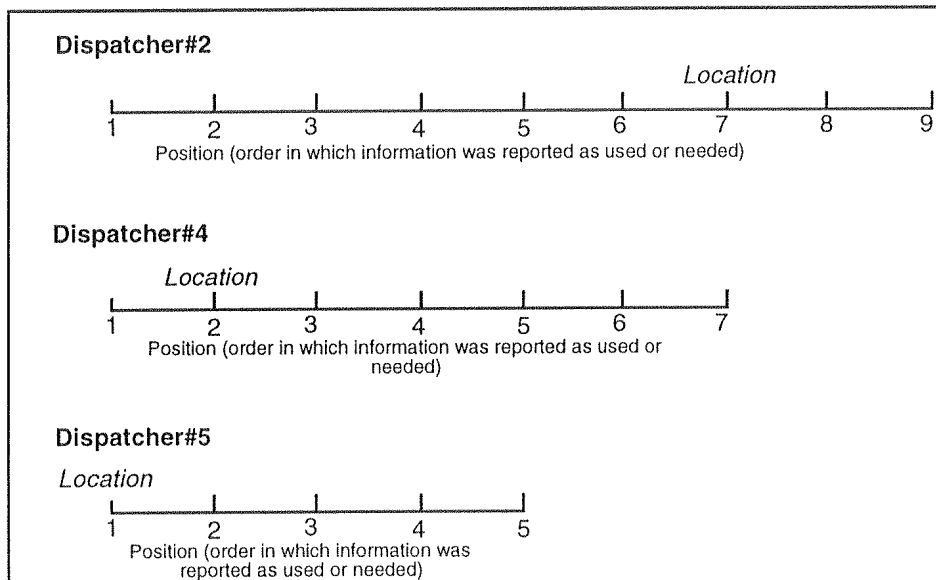 Dispatcher#2
Location
1 2 3 4 5 6 7 8 9
Position (order in which information was reported as used or needed)
Dispatcher#4
Location
1 2 3 4 5 6 7
Position (order in which information was reported as used or
needed)
Dispatcher#5
Location
1 2 3 4 5
Position (order in which information was
reported as used or needed)